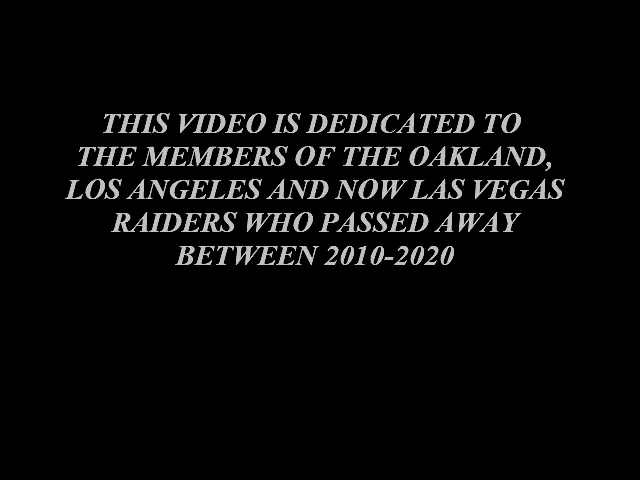 THIS VIDEO IS DEDICATED TO
THE MEMBERS OF THE OAKLAND,
LOS ANGELES AND NOW LAS VEGAS
RAIDERS WHO PASSED AWAY
BETWEEN 2010-2020